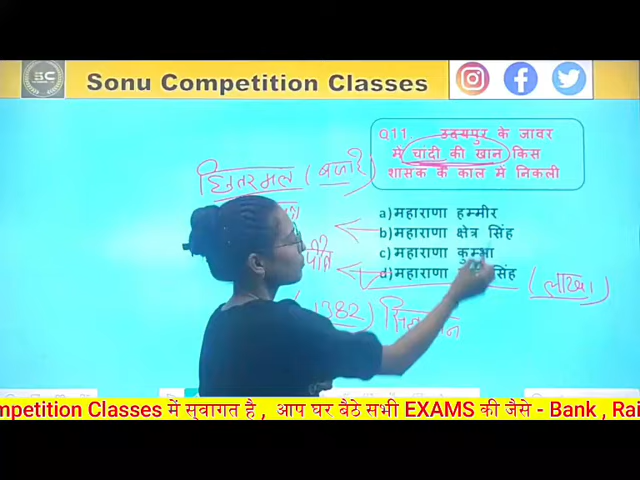 SC
Sonu Competition Classes
Q11 उदयपुर के जावर
में चांदी की खान किस
शासक के काल में निकली
छितरमल ( बंजारे )
a)महाराणा हम्मीर
b)महाराणा क्षेत्र सिंह
c)महाराणा कुम्भा
d)महाराणा सिंह
( लाखा )
1382)
mpetition Classes में स्वागत है , आप घर बैठे सभी EXAMS की जैसे - Bank , Rai